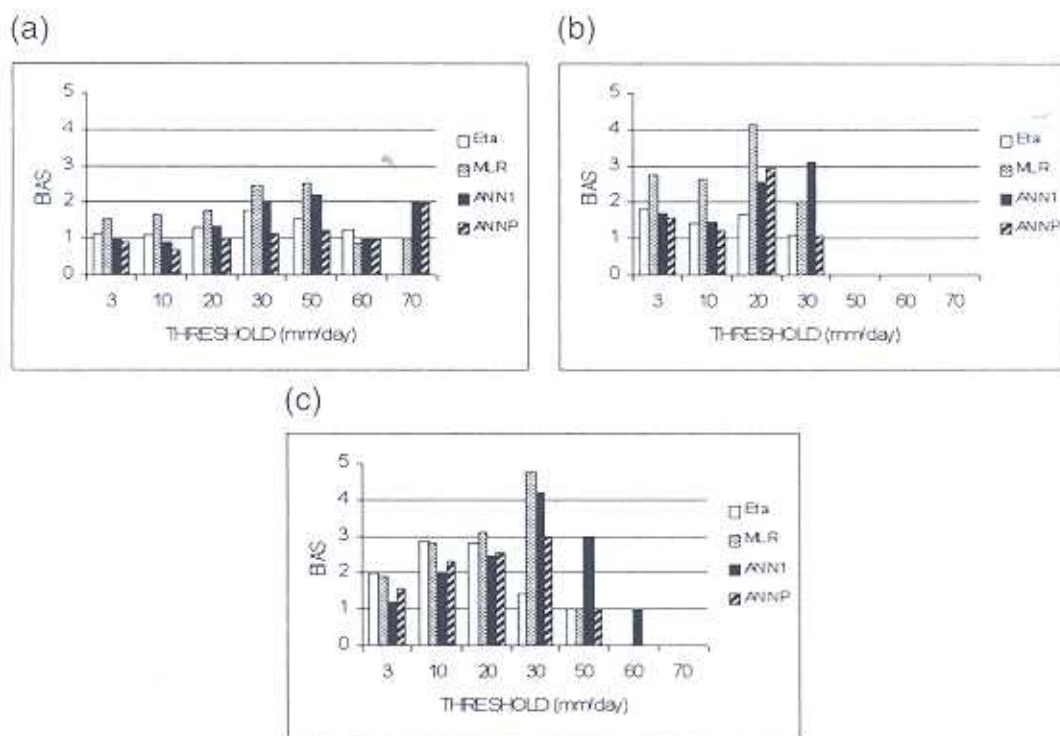 (a)
5
4
3
2
1
0
BIAS
3 10 20 30 50 60 70
THRESHOLD (mm/day)
Eta
MLR
ANN1
ANNP
(b)
5
4
3
2
1
0
BIAS
3 10 20 30 50 60 70
THRESHOLD (mm/day)
Eta
MLR
ANN1
ANNP
(c)
5
4
3
2
1
0
BIAS
3 10 20 30 50 60 70
THRESHOLD (mm/day)
Eta
MLR
ANN1
ANNP